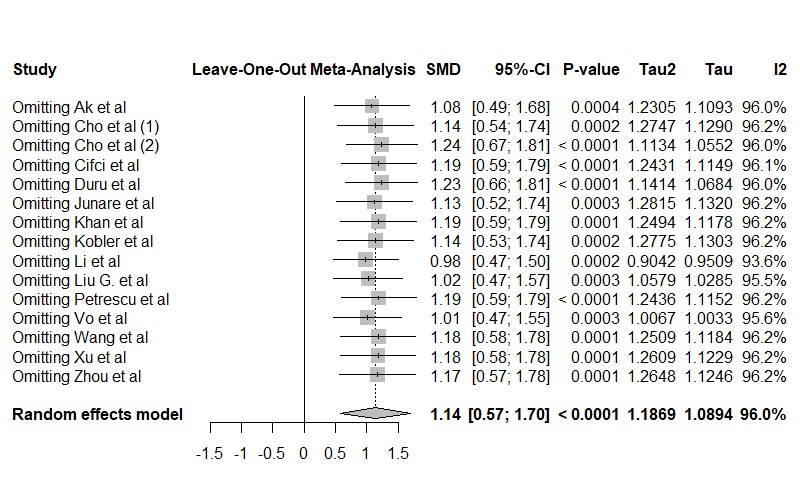 Study Leave-One-Out Meta-Analysis SMD 95%-CI P-value Tau2 Tau I2
Omitting Ak et al 1.08 [0.49; 1.68] 0.0004 1.2305 1.1093 96.0%
Omitting Cho et al (1) 1.14 [0.54; 1.74] 0.0002 1.2747 1.1290 96.2%
Omitting Cho et al (2) 1.24 [0.67; 1.81] < 0.0001 1.1134 1.0552 96.0%
Omitting Cifci et al 1.19 [0.59; 1.79] < 0.0001 1.2431 1.1149 96.1%
Omitting Duru et al 1.23 [0.66; 1.81] < 0.0001 1.1414 1.0684 96.0%
Omitting Junare et al 1.13 [0.52; 1.74] 0.0003 1.2815 1.1320 96.2%
Omitting Khan et al 1.19 [0.59; 1.79] 0.0001 1.2494 1.1178 96.2%
Omitting Kobler et al 1.14 [0.53; 1.74] 0.0002 1.2775 1.1303 96.2%
Omitting Li et al 0.98 [0.47; 1.50] 0.0002 0.9042 0.9509 93.6%
Omitting Liu G. et al 1.02 [0.47; 1.57] 0.0003 1.0579 1.0285 95.5%
Omitting Petrescu et al 1.19 [0.59; 1.79] < 0.0001 1.2436 1.1152 96.2%
Omitting Vo et al 1.01 [0.47; 1.55] 0.0003 1.0067 1.0033 95.6%
Omitting Wang et al 1.18 [0.58; 1.78] 0.0001 1.2509 1.1184 96.2%
Omitting Xu et al 1.18 [0.58; 1.78] 0.0001 1.2609 1.1229 96.2%
Omitting Zhou et al 1.17 [0.57; 1.78] 0.0001 1.2648 1.1246 96.2%
Random effects model 1.14 [0.57; 1.70] < 0.0001 1.1869 1.0894 96.0%
-1.5 -1 -0.5 0 0.5 1 1.5